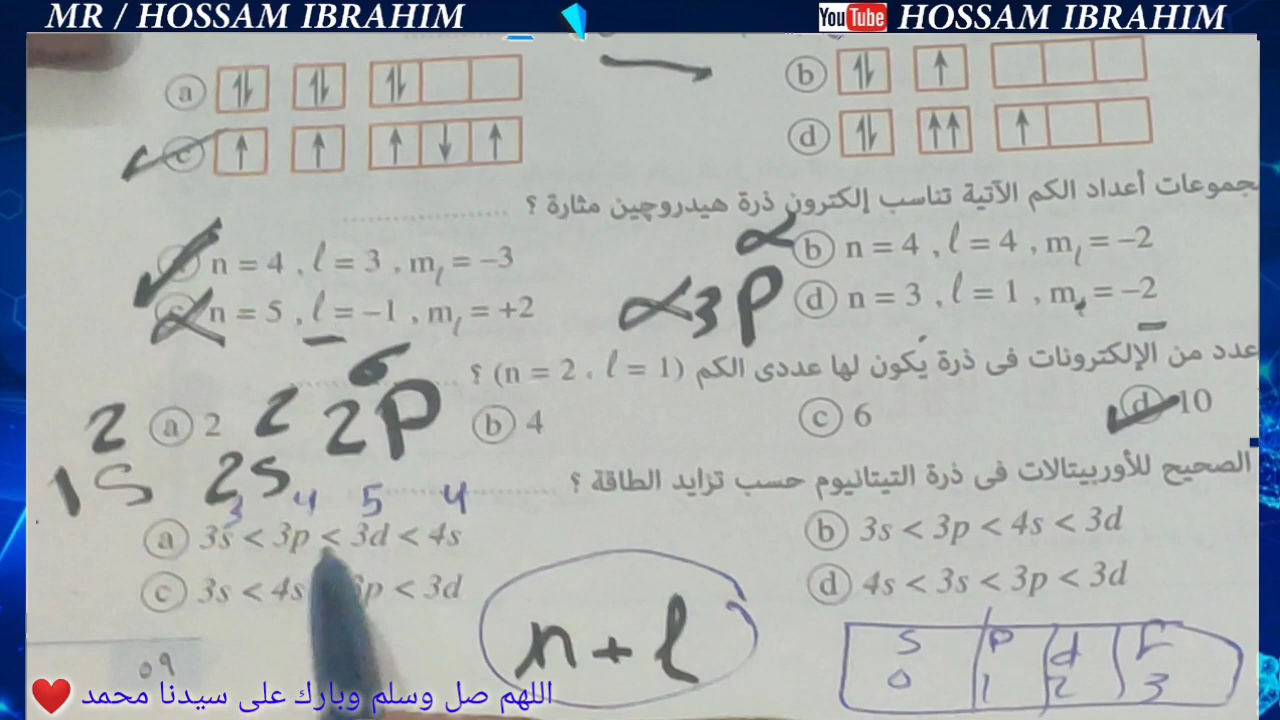 MR / HOSSAM IBRAHIM YouTube HOSSAM IBRAHIM
a b
c d
جموعات أعداد الكم الآتية تناسب إلكترون ذرة هيدروچين مثارة ؟
n = 4 , l = 3 , mₗ = −3 b n = 4 , l = 4 , mₗ = −2
n = 5 , l = −1 , mₗ = +2 3P d n = 3 , l = 1 , mₗ = −2
عدد من الإلكترونات فى ذرة يكون لها عددى الكم (n = 2 , l = 1) ؟
2 2 6
a 2 2P b 4 c 6 d 10
1S 2S
الصحيح للأوربيتالات فى ذرة التيتانيوم حسب تزايد الطاقة ؟
3 4 5 4
a 3s < 3p < 3d < 4s b 3s < 3p < 4s < 3d
c 3s < 4s p < 3d d 4s < 3s < 3p < 3d
n + l
S P d F
0 1 2 3
٥٩
اللهم صل وسلم وبارك على سيدنا محمد